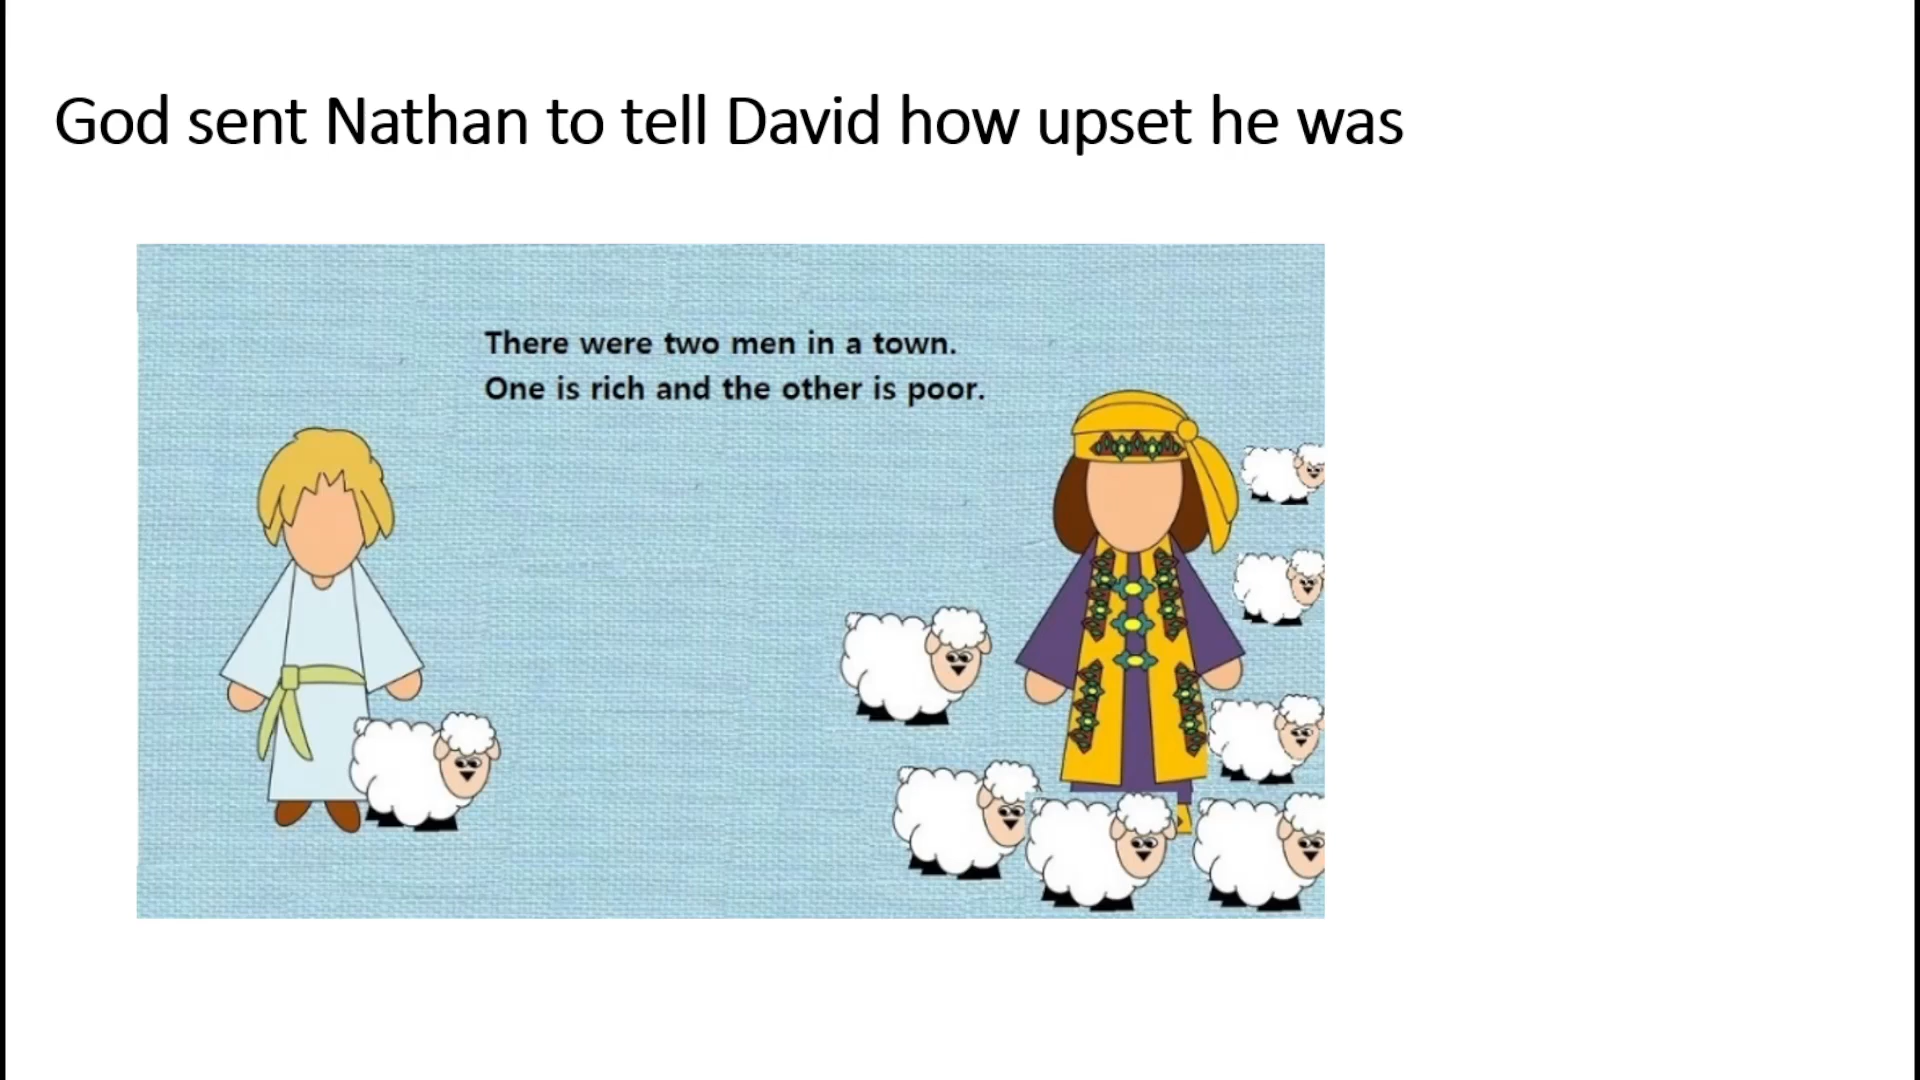 God sent Nathan to tell David how upset he was
There were two men in a town.
One is rich and the other is poor.